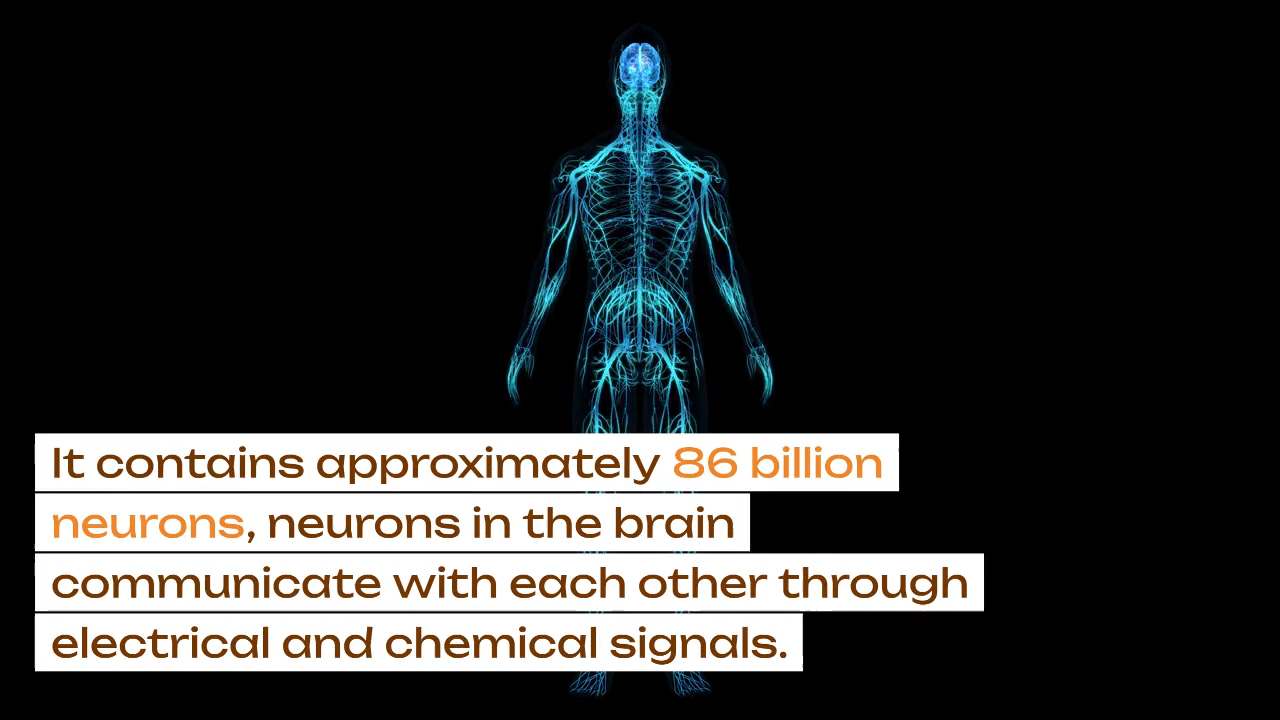 It contains approximately 86 billion
neurons, neurons in the brain
communicate with each other through
electrical and chemical signals.